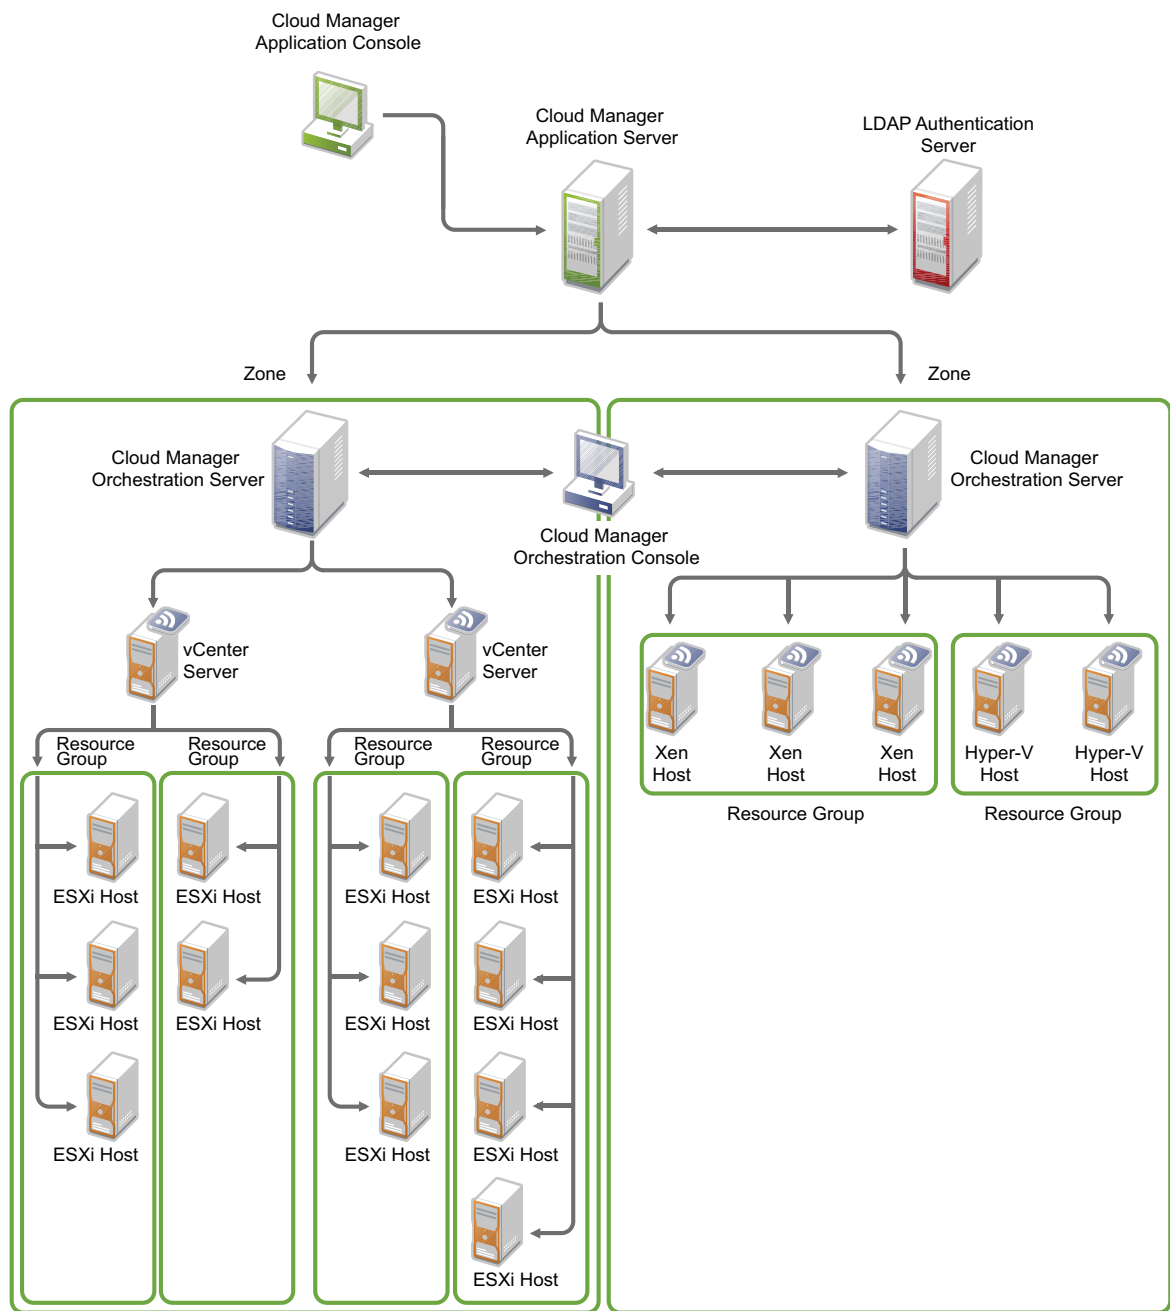 Cloud Manager
Application Console
Cloud Manager
Application Server
LDAP Authentication
Server
Zone
Zone
Cloud Manager
Orchestration Server
Cloud Manager
Orchestration Console
Cloud Manager
Orchestration Server
vCenter
Server
vCenter
Server
Resource
Group
Resource
Group
Resource
Group
Resource
Group
Xen
Host
Xen
Host
Xen
Host
Hyper-V
Host
Hyper-V
Host
Resource Group
Resource Group
ESXi Host
ESXi Host
ESXi Host
ESXi Host
ESXi Host
ESXi Host
ESXi Host
ESXi Host
ESXi Host
ESXi Host
ESXi Host
ESXi Host